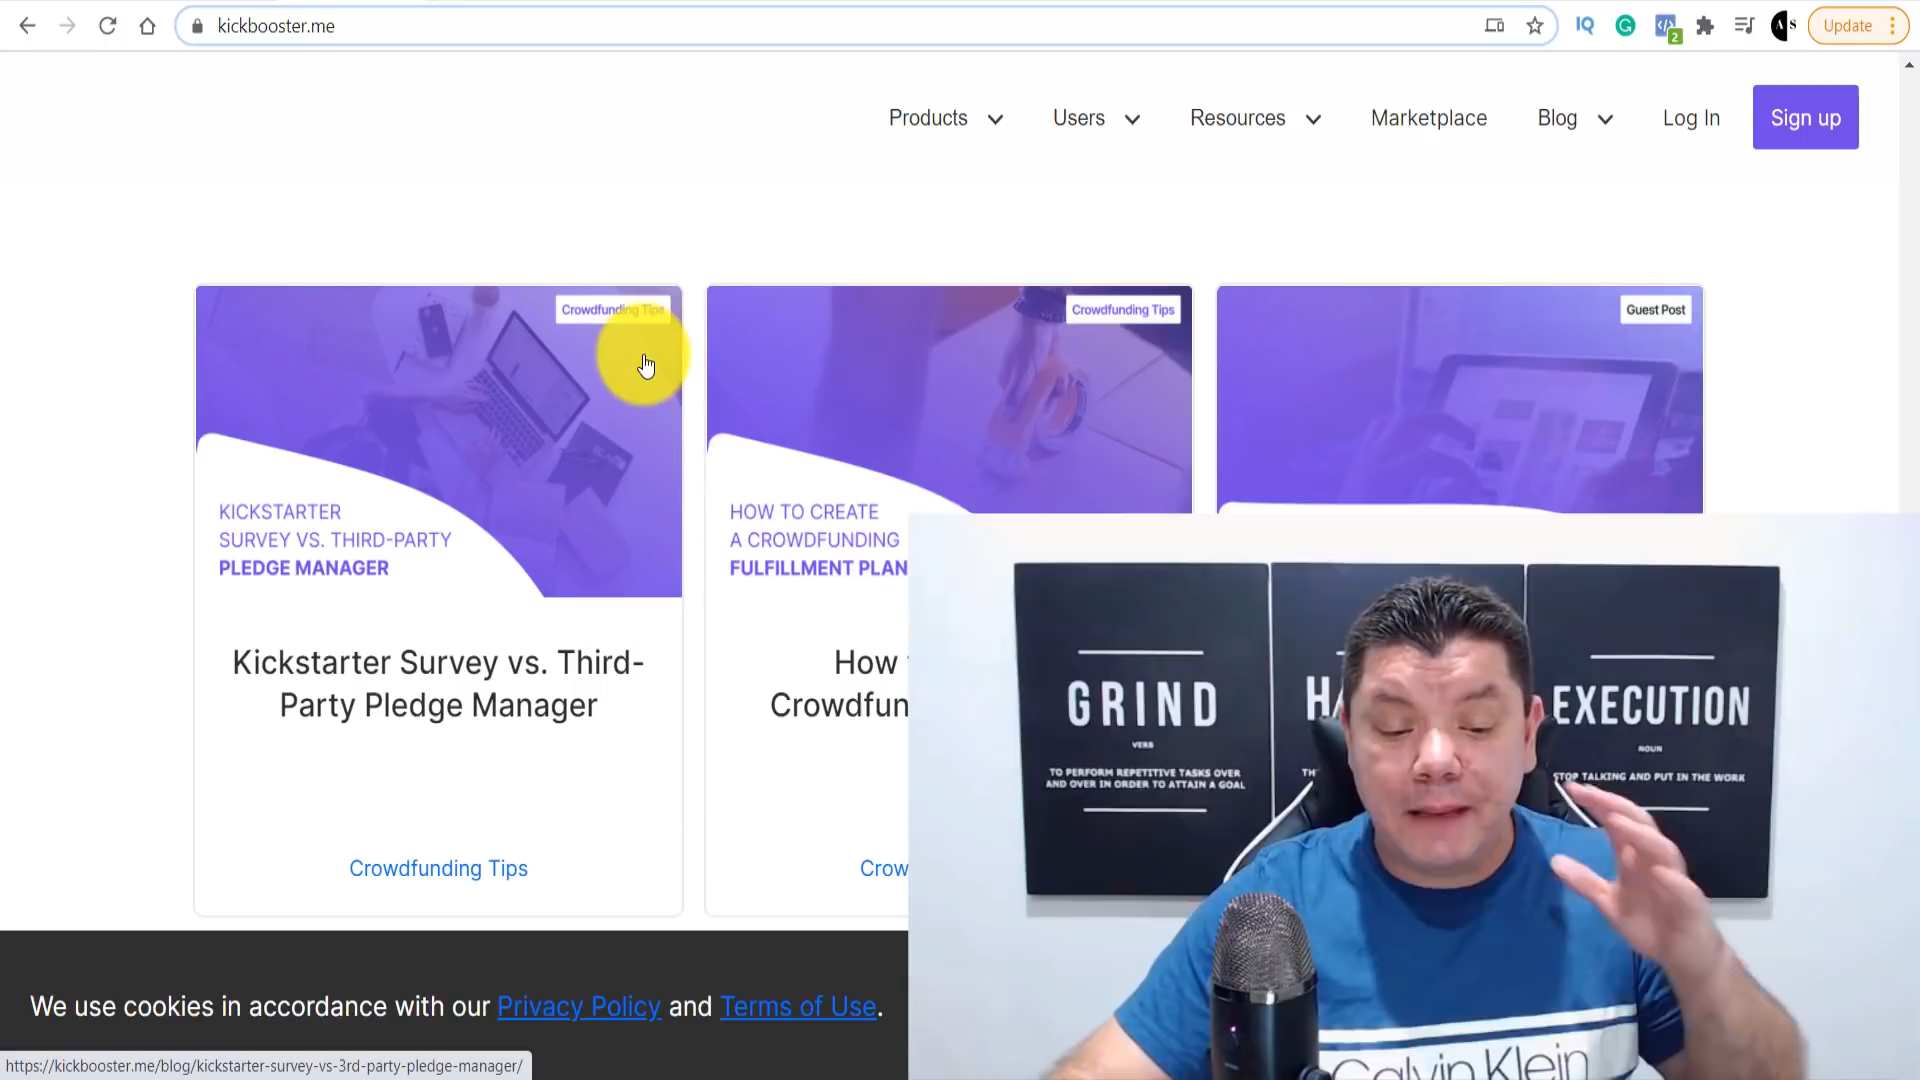 kickbooster.me
IQ
2
A S
Update
Products
Users
Resources
Marketplace
Blog
Log In
Sign up
Crowdfunding Tips
Crowdfunding Tips
Guest Post
KICKSTARTER
SURVEY VS. THIRD-PARTY
PLEDGE MANAGER
HOW TO CREATE
A CROWDFUNDING
FULFILLMENT PLAN
Kickstarter Survey vs. Third-
Party Pledge Manager
How
Crowdfun
Crowdfunding Tips
Crow
GRIND
VERB
TO PERFORM REPETITIVE TASKS OVER
AND OVER IN ORDER TO ATTAIN A GOAL
H
TH
EXECUTION
NOUN
STOP TALKING AND PUT IN THE WORK
We use cookies in accordance with our Privacy Policy and Terms of Use.
https://kickbooster.me/blog/kickstarter-survey-vs-3rd-party-pledge-manager/
Calvin Klein